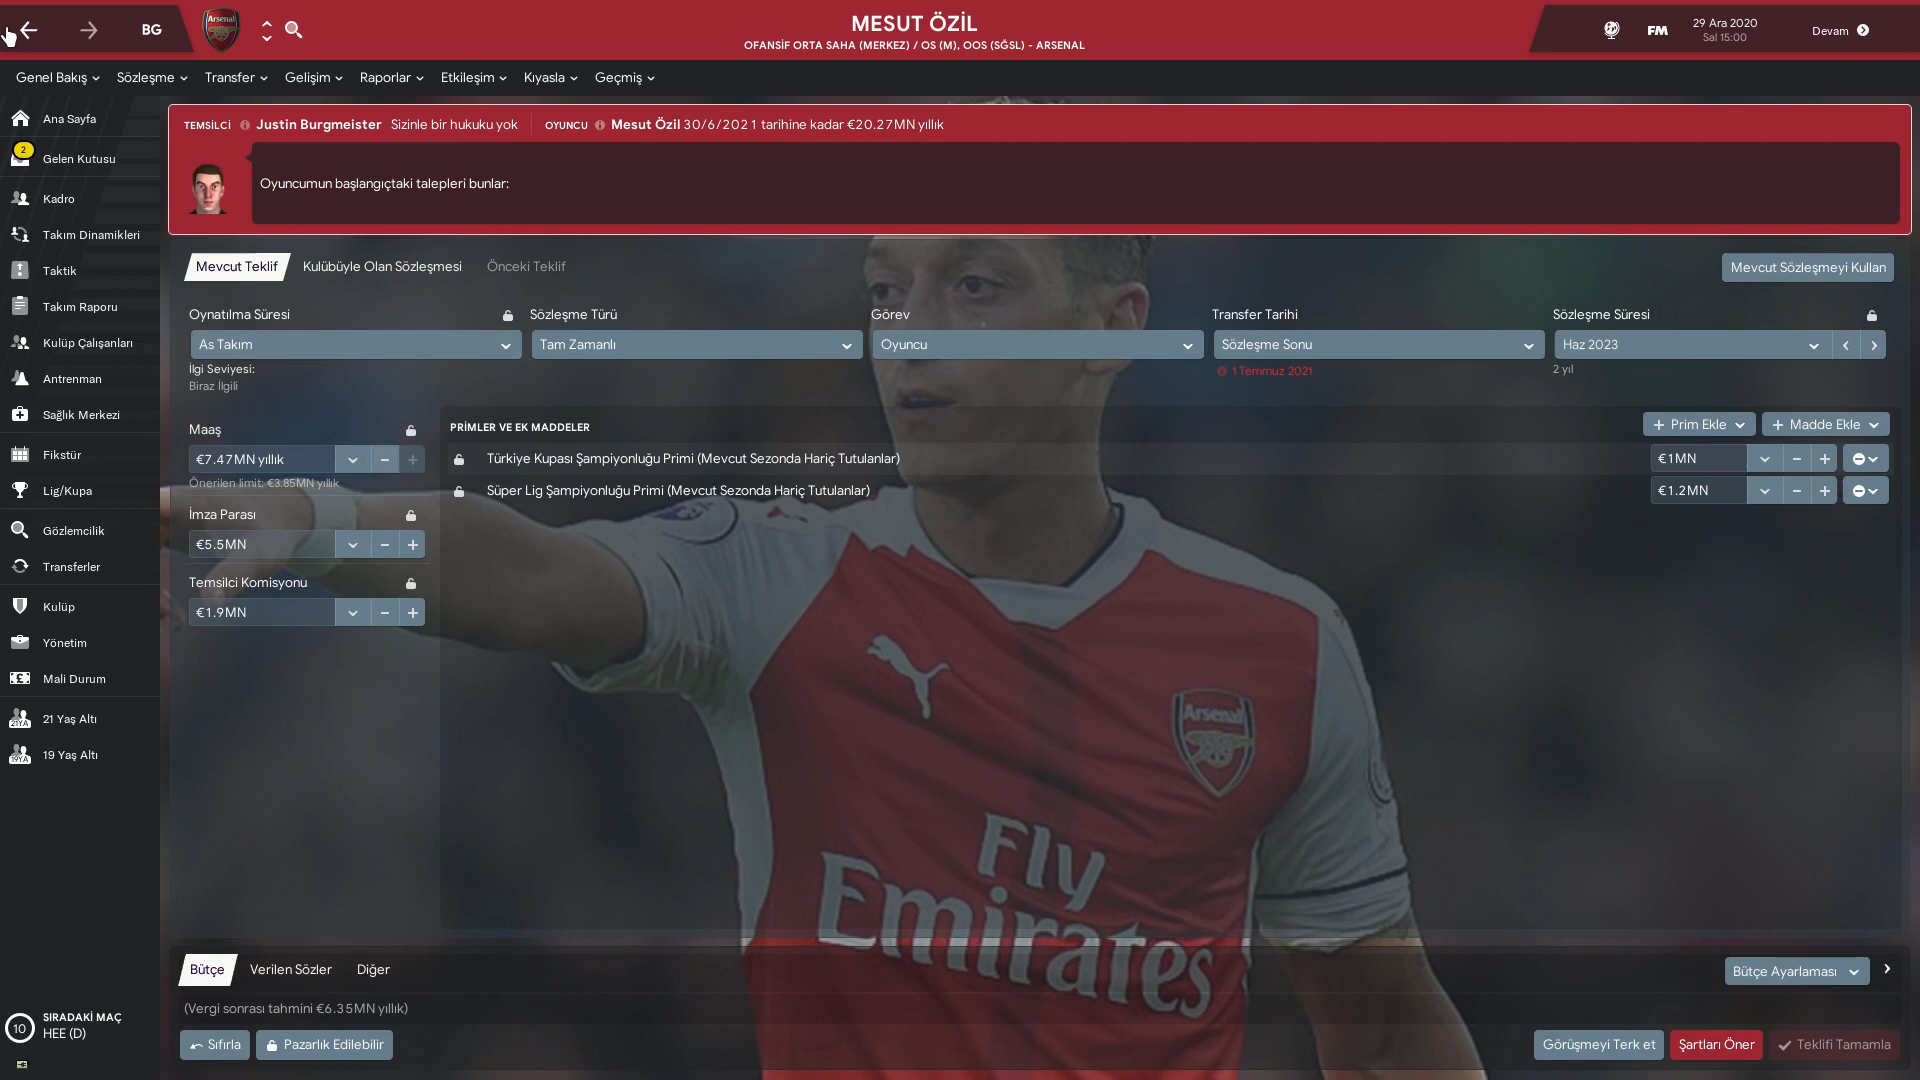 BG
Arsenal
MESUT ÖZİL
OFANSİF ORTA SAHA (MERKEZ) / OS (M), OOS (SĞSL) - ARSENAL
FM
29 Ara 2020
Sal 15:00
Devam
Genel Bakış
Sözleşme
Transfer
Gelişim
Raporlar
Etkileşim
Kıyasla
Geçmiş
Ana Sayfa
2
Gelen Kutusu
Kadro
Takım Dinamikleri
Taktik
Takım Raporu
Kulüp Çalışanları
Antrenman
Sağlık Merkezi
Fikstür
Lig/Kupa
Gözlemcilik
Transferler
Kulüp
Yönetim
Mali Durum
21YA
21 Yaş Altı
19YA
19 Yaş Altı
10
SIRADAKİ MAÇ
HEE (D)
TEMSİLCİ Justin Burgmeister Sizinle bir hukuku yok OYUNCU Mesut Özil 30/6/2021 tarihine kadar €20.27MN yıllık
Oyuncumun başlangıçtaki talepleri bunlar:
Mevcut Teklif
Kulübüyle Olan Sözleşmesi
Önceki Teklif
Mevcut Sözleşmeyi Kullan
Oynatılma Süresi
As Takım
İlgi Seviyesi:
Biraz İlgili
Sözleşme Türü
Tam Zamanlı
Görev
Oyuncu
Transfer Tarihi
Sözleşme Sonu
1 Temmuz 2021
Sözleşme Süresi
Haz 2023
2 yıl
Maaş
€7.47MN yıllık
Önerilen limit: €3.85MN yıllık
İmza Parası
€5.5MN
Temsilci Komisyonu
€1.9MN
PRİMLER VE EK MADDELER
Prim Ekle
Madde Ekle
Türkiye Kupası Şampiyonluğu Primi (Mevcut Sezonda Hariç Tutulanlar)
€1MN
Süper Lig Şampiyonluğu Primi (Mevcut Sezonda Hariç Tutulanlar)
€1.2MN
Arsenal
Fly
Emirates
Bütçe
Verilen Sözler
Diğer
Bütçe Ayarlaması
(Vergi sonrası tahmini €6.35MN yıllık)
Sıfırla
Pazarlık Edilebilir
Görüşmeyi Terk et
Şartları Öner
Teklifi Tamamla